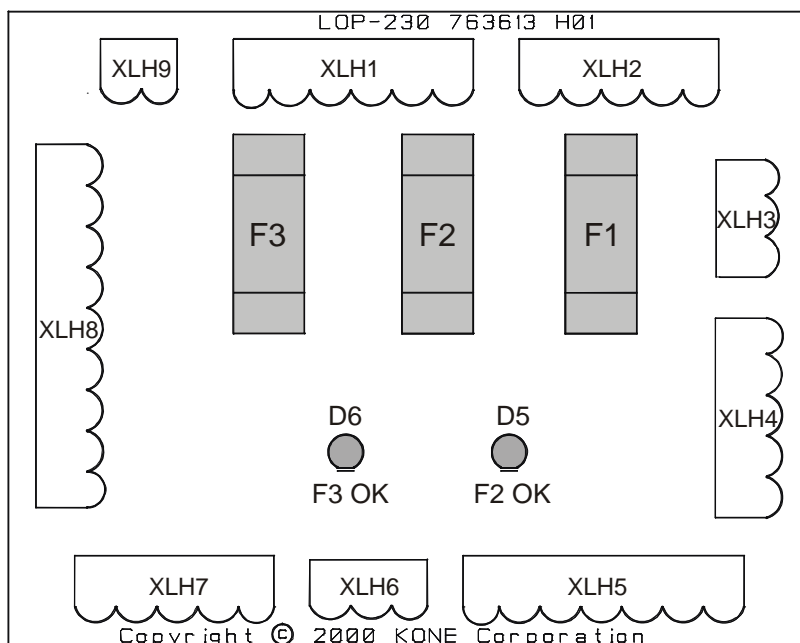 LOP-230 763613 H01
XLH9 XLH1 XLH2
F3 F2 F1
XLH3
XLH8
XLH4
D6 D5
F3 OK F2 OK
XLH7 XLH6 XLH5
Copyright © 2000 KONE Corporation